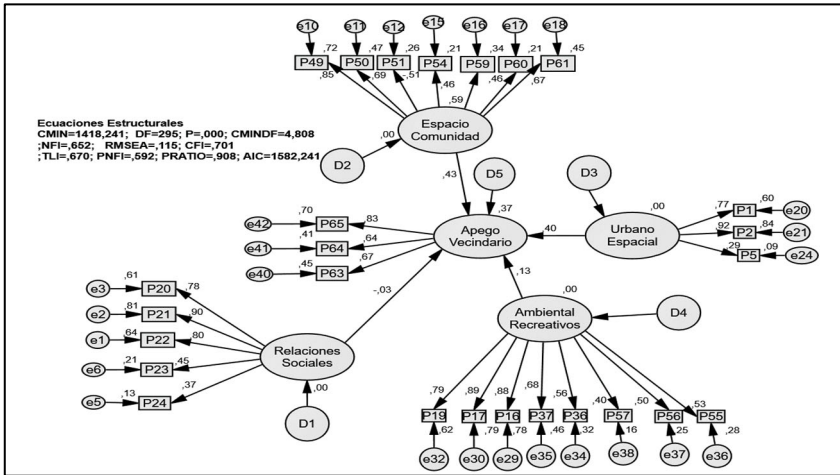 e10 e11 e12 e15 e16 e17 e18
,72 ,47 ,26 ,21 ,34 ,21 ,45
P49 P50 P51 P54 P59 P60 P61
,85 ,69 -,51 ,46 ,59 ,46 ,67
Ecuaciones Estructurales
CMIN=1418,241; DF=295; P=,000; CMINDF=4,808
;NFI=,652; RMSEA=,115; CFI=,701
;TLI=,670; PNFI=,592; PRATIO=,908; AIC=1582,241
,00
Espacio
Comunidad
D2
,43
D5
D3
,37
,00
e42 ,70 P65 ,83
e41 ,41 P64 ,64
e40 ,45 P63 ,67
Apego
Vecindario
,40
Urbano
Espacial
,77 P1 ,60 e20
,92 P2 ,84 e21
,29 P5 ,09 e24
,13
-,03
e3 ,61 P20 ,78
e2 ,81 P21 ,90
e1 ,64 P22 ,80
e6 ,21 P23 ,45
e5 ,13 P24 ,37
Relaciones
Sociales
,00
D1
,00
Ambiental
Recreativos
D4
,79 ,89 ,88 ,68 ,56 ,40 ,50 ,53
P19 P17 P16 P37 P36 P57 P56 P55
,62 ,79 ,78 ,46 ,32 ,16 ,25 ,28
e32 e30 e29 e35 e34 e38 e37 e36